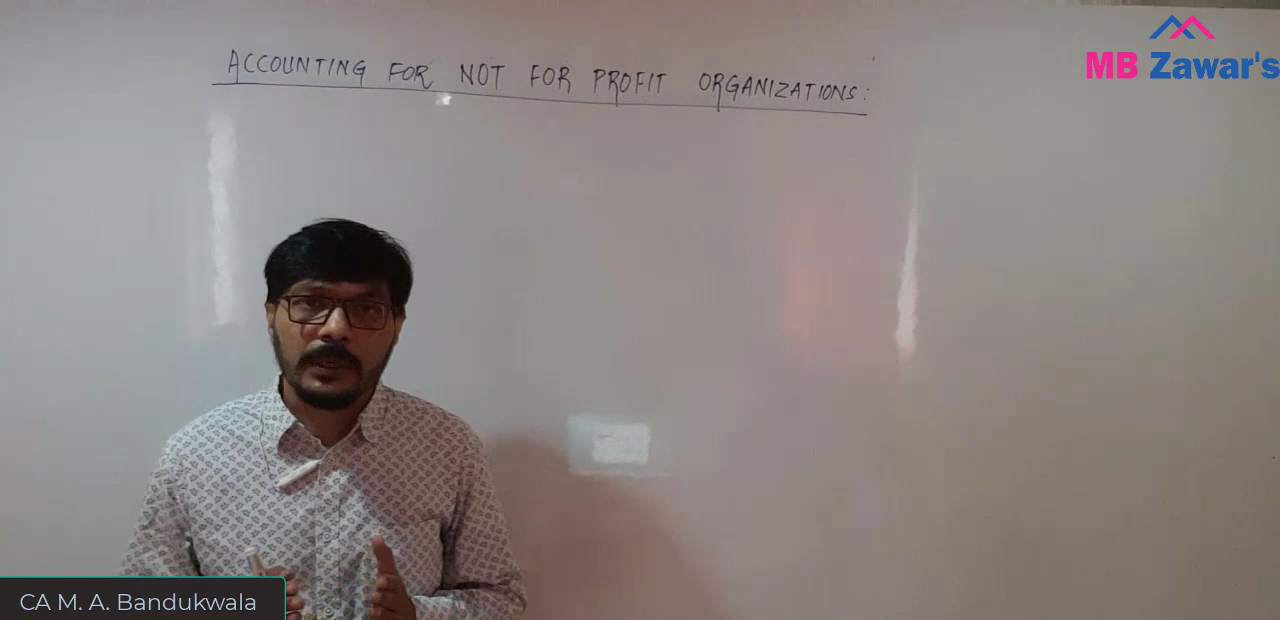 ACCOUNTING FOR NOT FOR PROFIT ORGANIZATIONS:
MB Zawar's
CA M. A. Bandukwala